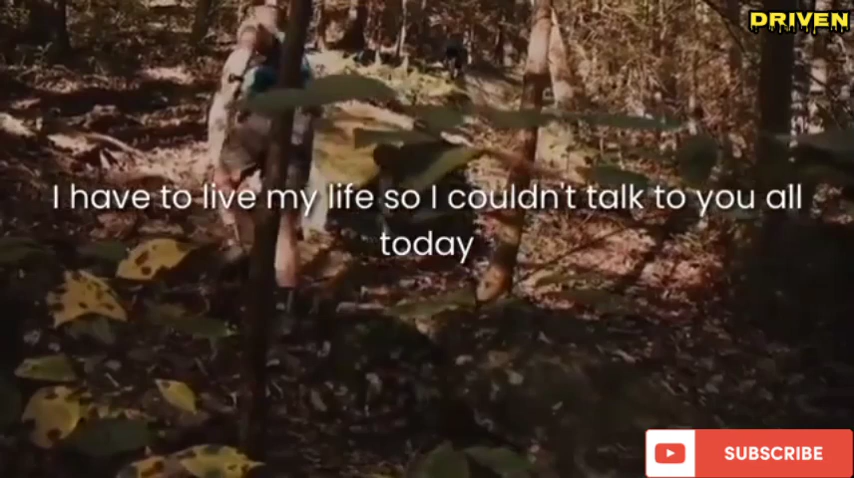 DRIVEN
I have to live my life so I couldn't talk to you all
today
SUBSCRIBE